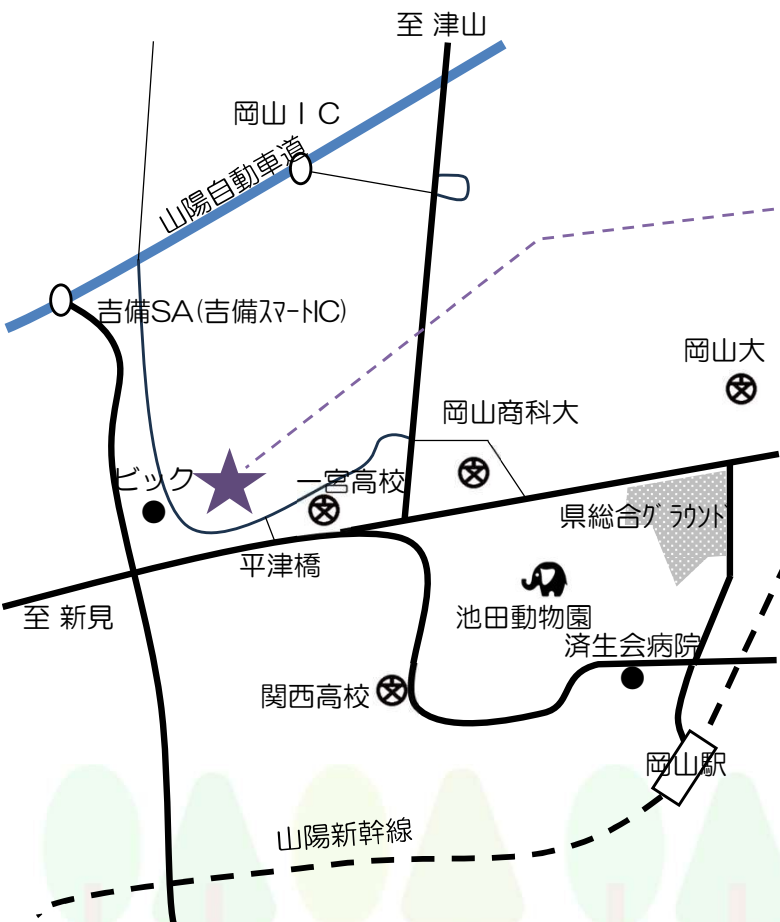 至 津山
岡山ＩＣ
山陽自動車道
吉備SA(吉備ｽﾏｰﾄIC)
岡山大
岡山商科大
ビック
一宮高校
県総合ｸﾞﾗｳﾝﾄ
平津橋
至 新見
池田動物園
済生会病院
関西高校
岡山駅
山陽新幹線